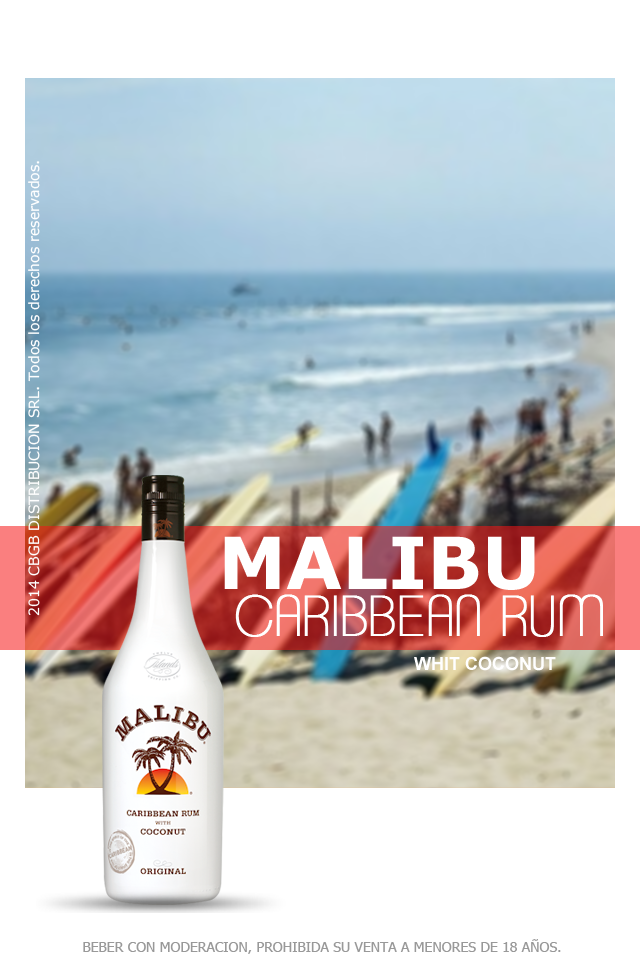 2014 CBGB DISTRIBUCION SRL. Todos los derechos reservados.
MALIBU
CARIBBEAN RUM
WHIT COCONUT
MALIBU
CARIBBEAN RUM
WITH
COCONUT
CARIBBEAN
ORIGINAL
BEBER CON MODERACION, PROHIBIDA SU VENTA A MENORES DE 18 AÑOS.